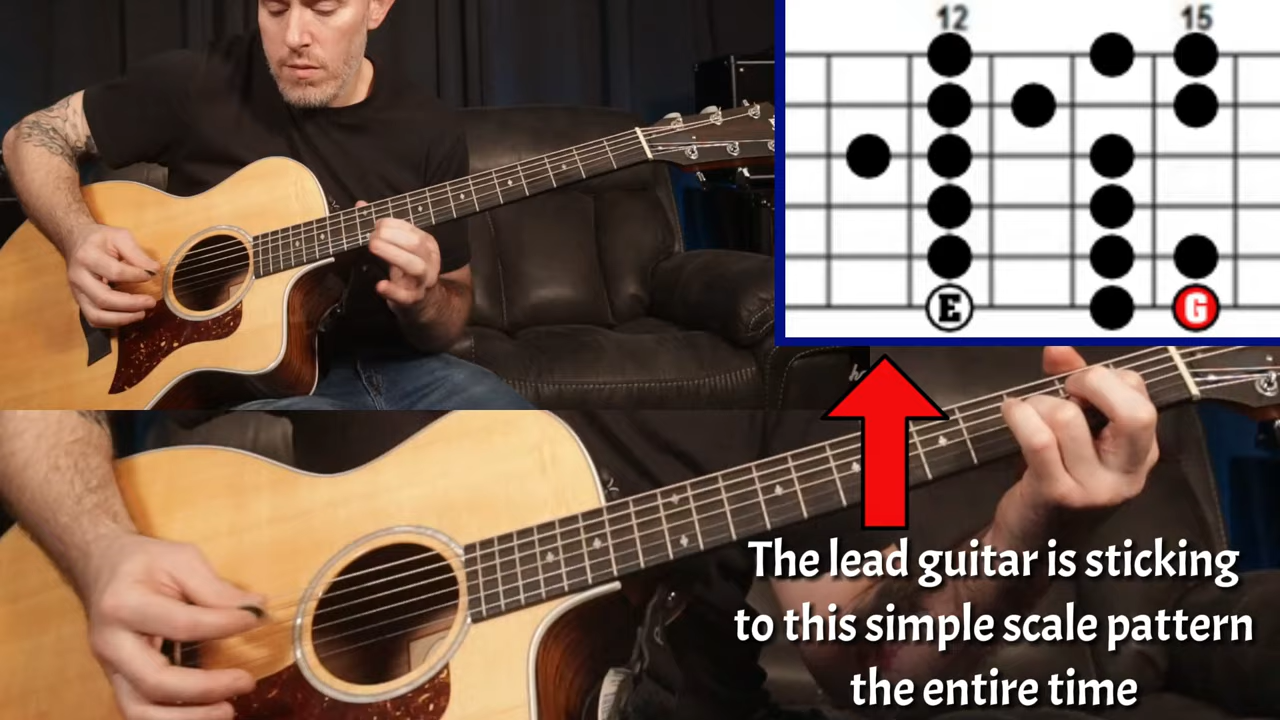 12 15
E G
The lead guitar is sticking
to this simple scale pattern
the entire time